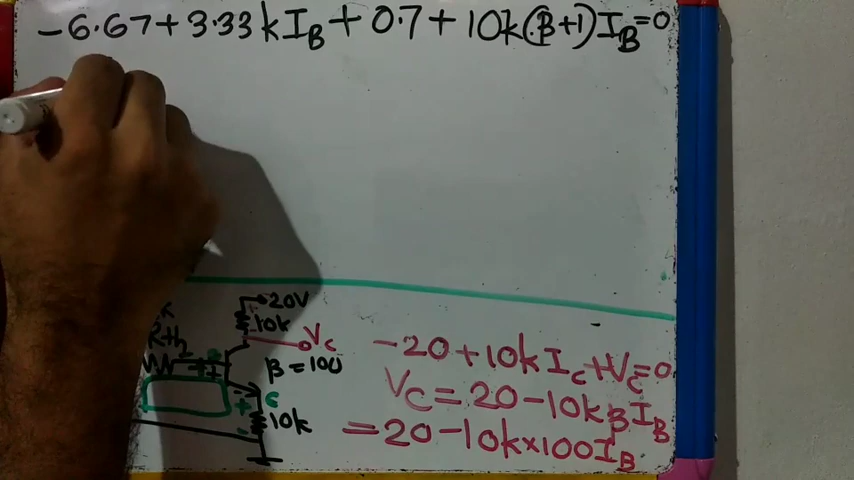 -6.67+3.33kI_B+0.7+10k(β+1)I_B=0
20V
10k
V_C
β=100
10k
-20+10kI_C+V_C=0
V_C=20-10kβI_B
=20-10k×100I_B